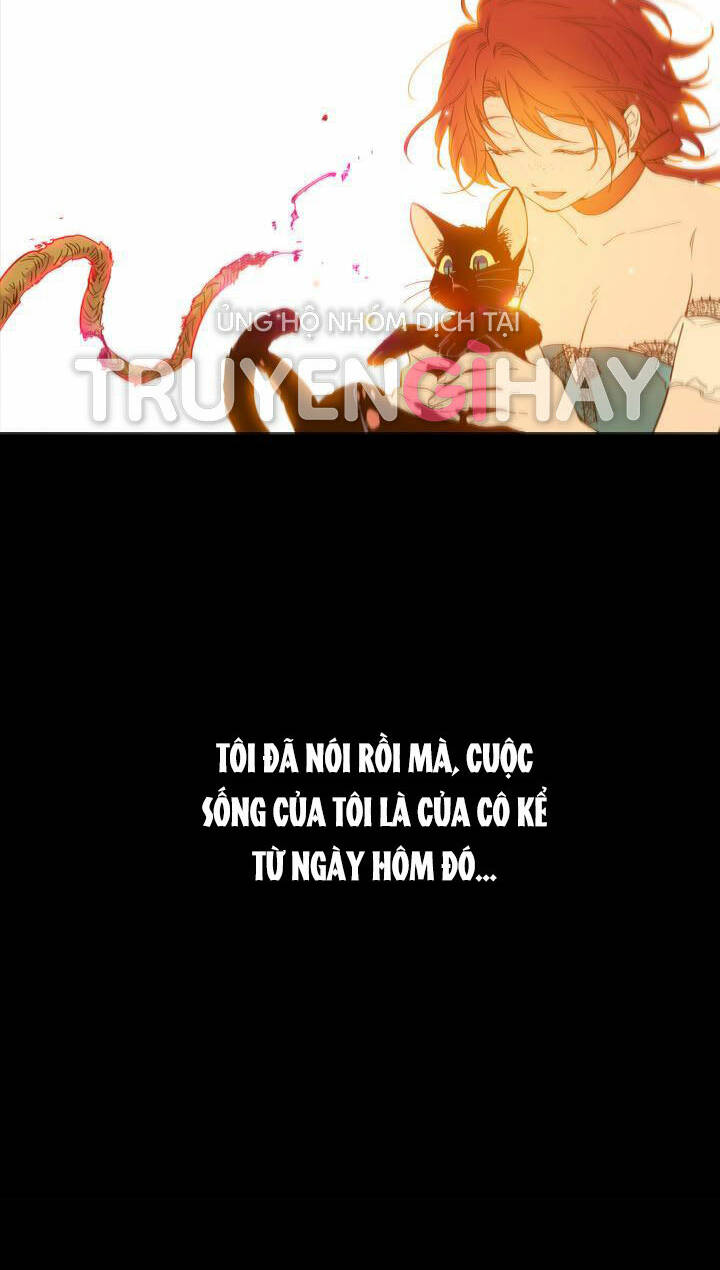 ỦNG HỘ NHÓM DỊCH TẠI
TRUYENGIHAY
TÔI ĐÃ NÓI RỒI MÀ, CUỘC
SỐNG CỦA TÔI LÀ CỦA CÔ KỂ
TỪ NGÀY HÔM ĐÓ...